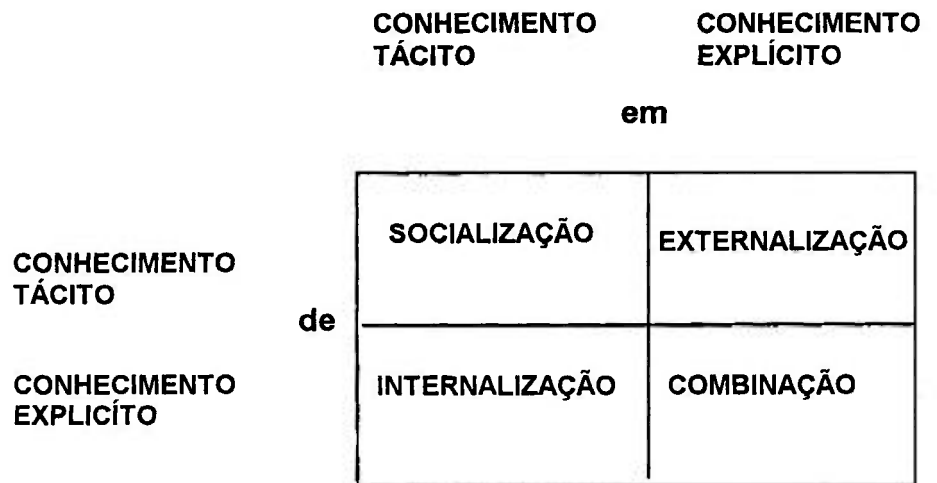 CONHECIMENTO CONHECIMENTO
TÁCITO EXPLÍCITO
em
SOCIALIZAÇÃO EXTERNALIZAÇÃO
CONHECIMENTO
TÁCITO
de
CONHECIMENTO
EXPLICÍTO
INTERNALIZAÇÃO COMBINAÇÃO